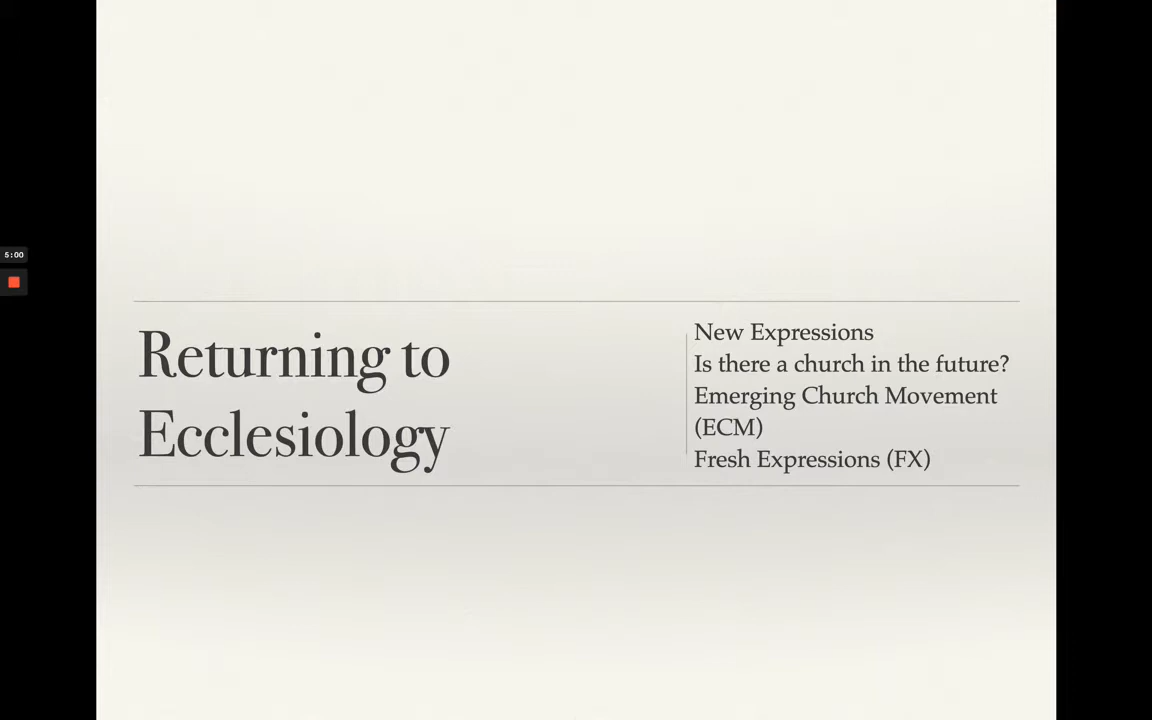 5:00
Returning to
Ecclesiology
New Expressions
Is there a church in the future?
Emerging Church Movement
(ECM)
Fresh Expressions (FX)